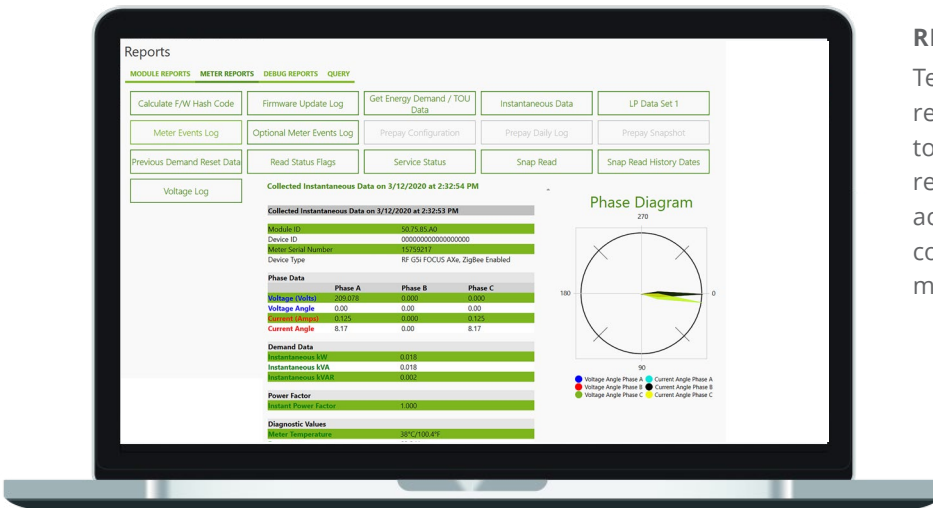 Reports
MODULE REPORTS METER REPORTS DEBUG REPORTS QUERY
Calculate F/W Hash Code
Firmware Update Log
Get Energy Demand / TOU
Data
Instantaneous Data
LP Data Set 1
Meter Events Log
Optional Meter Events Log
Prepay Configuration
Prepay Daily Log
Prepay Snapshot
Previous Demand Reset Data
Read Status Flags
Service Status
Snap Read
Snap Read History Dates
Voltage Log
Collected Instantaneous Data on 3/12/2020 at 2:32:54 PM
Collected Instantaneous Data on 3/12/2020 at 2:32:53 PM
Module ID 50.75.85.A0
Device ID 0000000000000000
Meter Serial Number 15759217
Device Type RF G5i FOCUS AXe, ZigBee Enabled
Phase Data
Phase A Phase B Phase C
Voltage (Volts) 209.078 0.000 0.000
Voltage Angle 0.00 0.00 0.00
Current (Amps) 0.125 0.000 0.125
Current Angle 8.17 0.00 8.17
Demand Data
Instantaneous kW 0.018
Instantaneous kVA 0.018
Instantaneous kVAR 0.002
Power Factor
Instant Power Factor 1.000
Diagnostic Values
Meter Temperature 38°C/100.4°F
Phase Diagram
270
180
0
90
Voltage Angle Phase A Current Angle Phase A
Voltage Angle Phase B Current Angle Phase B
Voltage Angle Phase C Current Angle Phase C